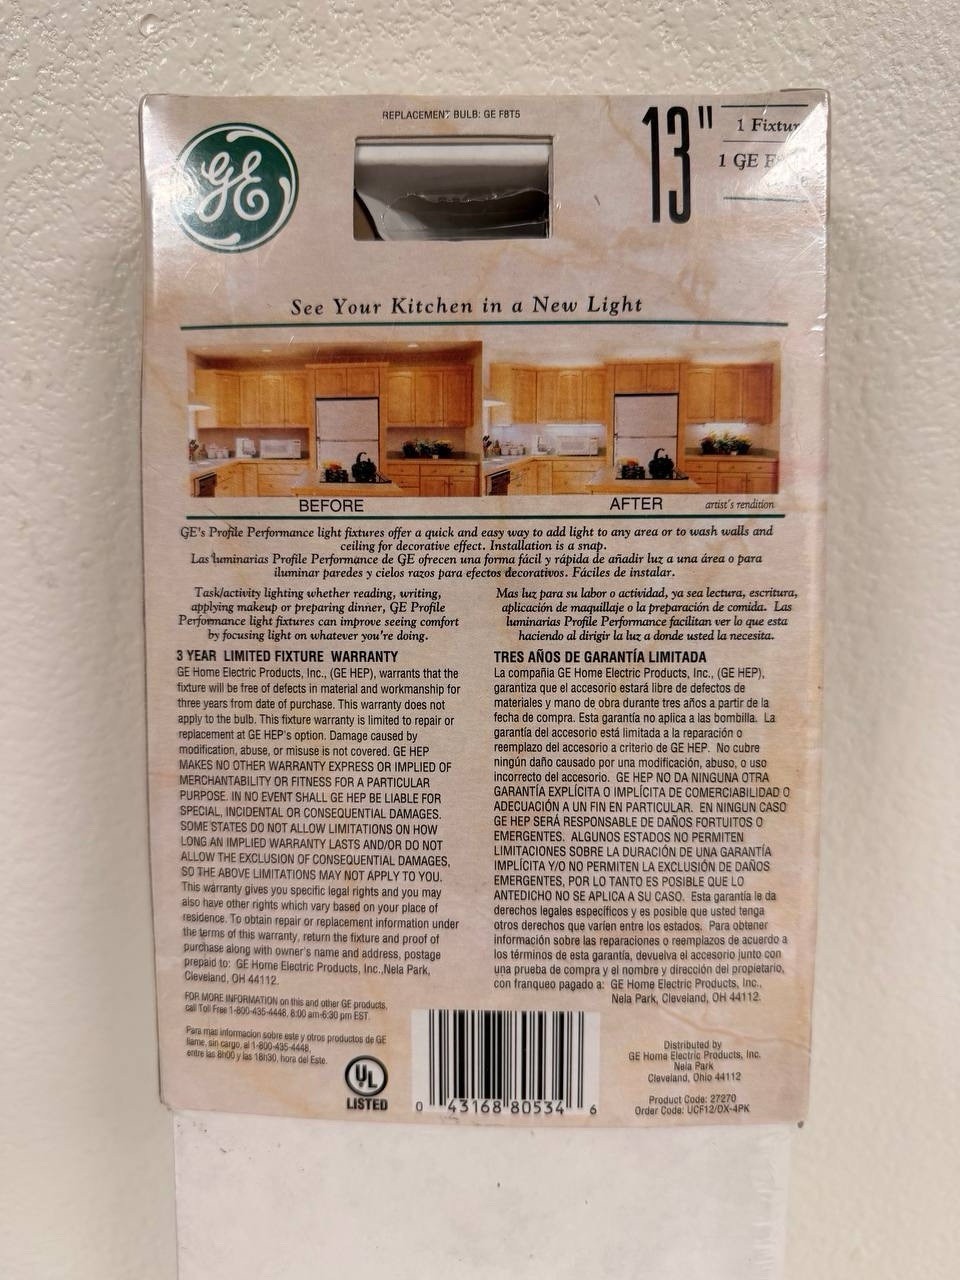 REPLACEMENT BULB: GE F8T5
GE
13"
1 Fixtur
1 GE F8
See Your Kitchen in a New Light
BEFORE
AFTER
artist's rendition
GE's Profile Performance light fixtures offer a quick and easy way to add light to any area or to wash walls and
ceiling for decorative effect. Installation is a snap.
Las luminarias Profile Performance de GE ofrecen una forma fácil y rápida de añadir luz a una área o para
iluminar paredes y cielos razos para efectos decorativos. Fáciles de instalar.
Task/activity lighting whether reading, writing,
applying makeup or preparing dinner, GE Profile
Performance light fixtures can improve seeing comfort
by focusing light on whatever you're doing.
3 YEAR LIMITED FIXTURE WARRANTY
GE Home Electric Products, Inc., (GE HEP), warrants that the
fixture will be free of defects in material and workmanship for
three years from date of purchase. This warranty does not
apply to the bulb. This fixture warranty is limited to repair or
replacement at GE HEP's option. Damage caused by
modification, abuse, or misuse is not covered. GE HEP
MAKES NO OTHER WARRANTY EXPRESS OR IMPLIED OF
MERCHANTABILITY OR FITNESS FOR A PARTICULAR
PURPOSE. IN NO EVENT SHALL GE HEP BE LIABLE FOR
SPECIAL, INCIDENTAL OR CONSEQUENTIAL DAMAGES.
SOME STATES DO NOT ALLOW LIMITATIONS ON HOW
LONG AN IMPLIED WARRANTY LASTS AND/OR DO NOT
ALLOW THE EXCLUSION OF CONSEQUENTIAL DAMAGES,
SO THE ABOVE LIMITATIONS MAY NOT APPLY TO YOU.
This warranty gives you specific legal rights and you may
also have other rights which vary based on your place of
residence. To obtain repair or replacement information under
the terms of this warranty, return the fixture and proof of
purchase along with owner's name and address, postage
prepaid to: GE Home Electric Products, Inc.,Nela Park,
Cleveland, OH 44112.
FOR MORE INFORMATION on this and other GE products,
call Toll Free 1-800-435-4448, 8:00 am-6:30 pm EST.
Para mas informacion sobre este y otros productos de GE
llame, sin cargo, al 1-800-435-4448,
entre las 8h00 y las 18h30, hora del Este.
Mas luz para su labor o actividad, ya sea lectura, escritura,
aplicación de maquillaje o la preparación de comida. Las
luminarias Profile Performance facilitan ver lo que esta
haciendo al dirigir la luz a donde usted la necesita.
TRES AÑOS DE GARANTÍA LIMITADA
La compañia GE Home Electric Products, Inc., (GE HEP),
garantiza que el accesorio estará libre de defectos de
materiales y mano de obra durante tres años a partir de la
fecha de compra. Esta garantía no aplica a las bombilla. La
garantía del accesorio está limitada a la reparación o
reemplazo del accesorio a criterio de GE HEP. No cubre
ningún daño causado por una modificación, abuso, o uso
incorrecto del accesorio. GE HEP NO DA NINGUNA OTRA
GARANTÍA EXPLÍCITA O IMPLÍCITA DE COMERCIABILIDAD O
ADECUACIÓN A UN FIN EN PARTICULAR. EN NINGUN CASO
GE HEP SERÁ RESPONSABLE DE DAÑOS FORTUITOS O
EMERGENTES. ALGUNOS ESTADOS NO PERMITEN
LIMITACIONES SOBRE LA DURACIÓN DE UNA GARANTÍA
IMPLÍCITA Y/O NO PERMITEN LA EXCLUSIÓN DE DAÑOS
EMERGENTES, POR LO TANTO ES POSIBLE QUE LO
ANTEDICHO NO SE APLICA A SU CASO. Esta garantía le da
derechos legales específicos y es posible que usted tenga
otros derechos que varíen entre los estados. Para obtener
información sobre las reparaciones o reemplazos de acuerdo a
los términos de esta garantía, devuelva el accesorio junto con
una prueba de compra y el nombre y dirección del propietario,
con franqueo pagado a: GE Home Electric Products, Inc.,
Nela Park, Cleveland, OH 44112.
UL
LISTED
0 43168 80534 6
Distributed by
GE Home Electric Products, Inc.
Nela Park
Cleveland, Ohio 44112
Product Code: 27270
Order Code: UCF12/DX-4PK